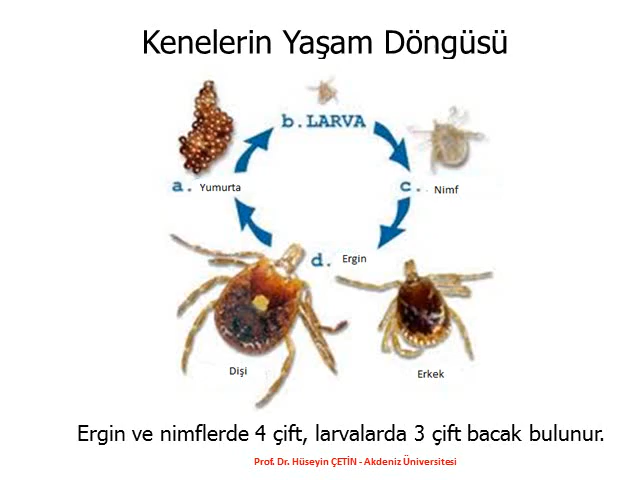 Kenelerin Yaşam Döngüsü
b.LARVA
a. Yumurta
c. Nimf
d. Ergin
Dişi
Erkek
Ergin ve nimflerde 4 çift, larvalarda 3 çift bacak bulunur.
Prof. Dr. Hüseyin ÇETİN - Akdeniz Üniversitesi